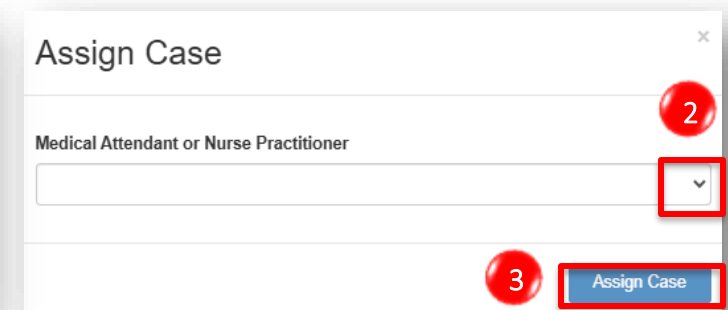 Assign Case
×
2
Medical Attendant or Nurse Practitioner
3
Assign Case